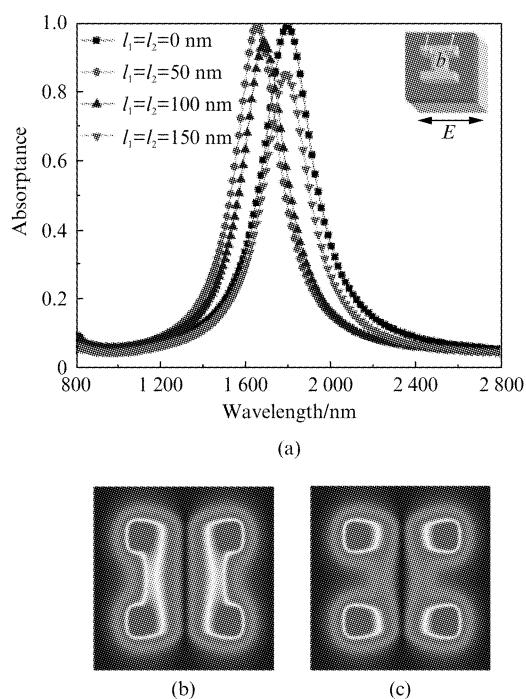 (a)
1.0
0.8
0.6
0.4
0.2
0
Absorptance
l₁=l₂=0 nm
l₁=l₂=50 nm
l₁=l₂=100 nm
l₁=l₂=150 nm
b
E
800 1 200 1 600 2 000 2 400 2 800
Wavelength/nm
(a)
(b) (c)